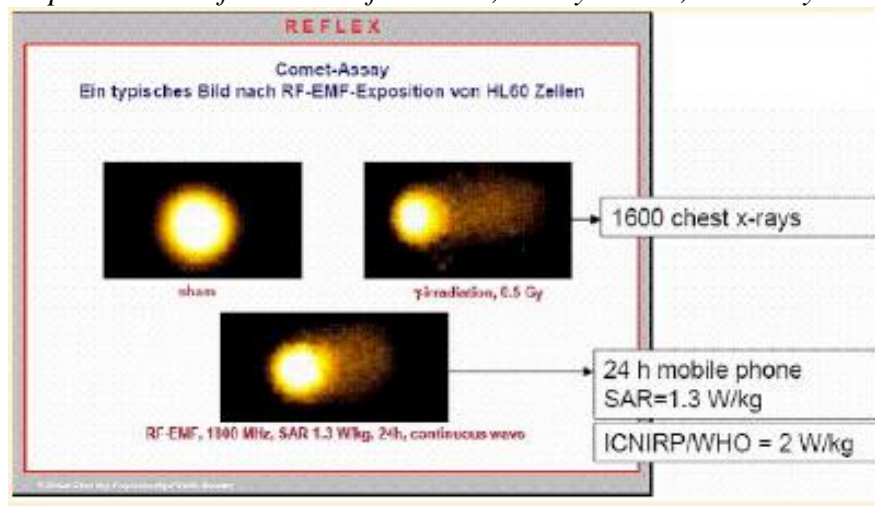 REFLEX
Comet-Assay
Ein typisches Bild nach RF-EMF-Exposition von HL60 Zellen
sham
γ-irradiation, 0.5 Gy
1600 chest x-rays
RF-EMF, 1800 MHz, SAR 1.3 W/kg, 24h, continuous wave
24 h mobile phone
SAR=1.3 W/kg
ICNIRP/WHO = 2 W/kg